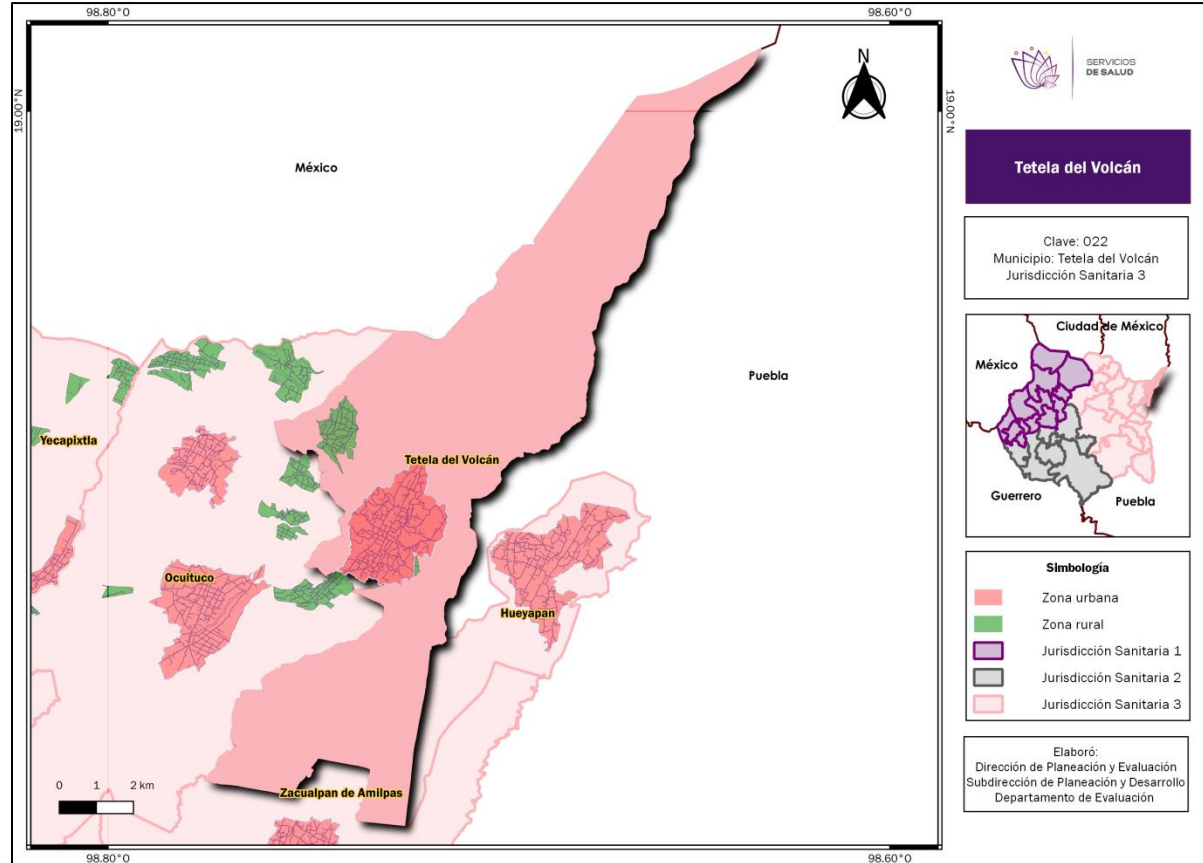 98.80°O
98.60°O
19.00°N
19.00°N
N
México
Puebla
Yecapixtla
Tetela del Volcán
Ocuituco
Hueyapan
Zacualpan de Amilpas
0 1 2 km
98.80°O
98.60°O
SERVICIOS
DE SALUD
Tetela del Volcán
Clave: 022
Municipio: Tetela del Volcán
Jurisdicción Sanitaria 3
Ciudad de México
México
Guerrero
Puebla
Simbología
Zona urbana
Zona rural
Jurisdicción Sanitaria 1
Jurisdicción Sanitaria 2
Jurisdicción Sanitaria 3
Elaboró:
Dirección de Planeación y Evaluación
Subdirección de Planeación y Desarrollo
Departamento de Evaluación